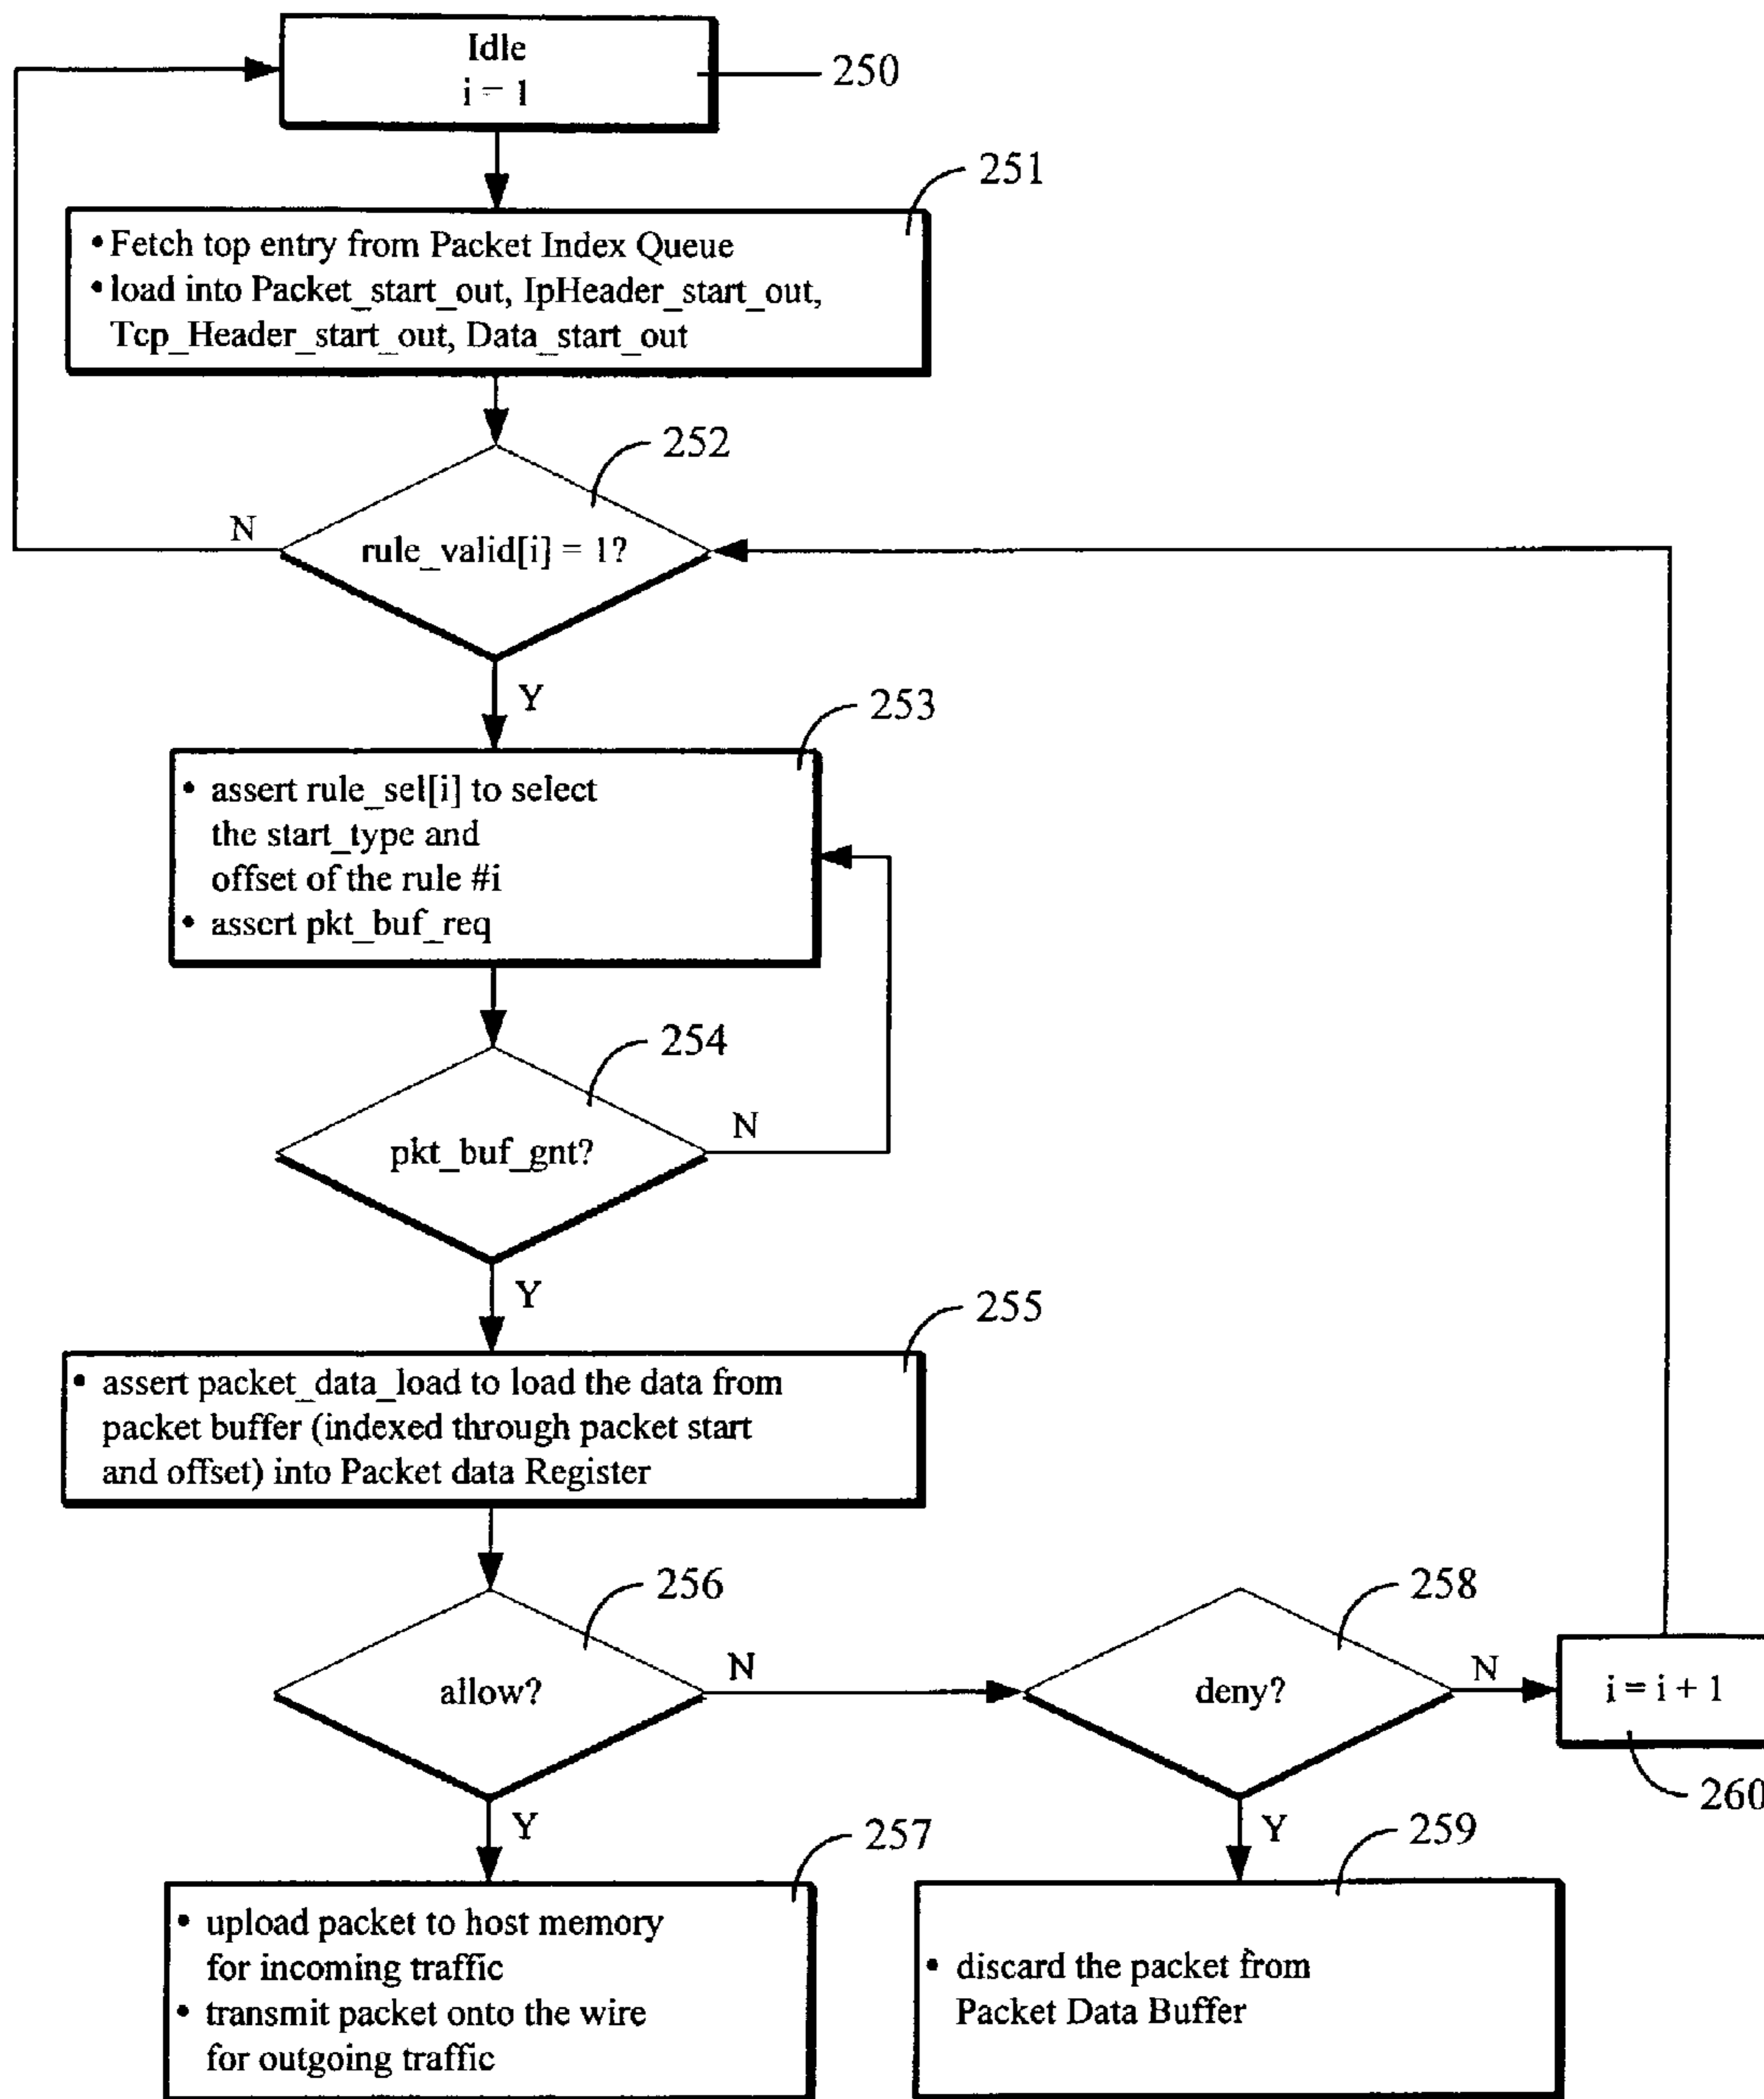 Idle
i = 1
250
251
• Fetch top entry from Packet Index Queue
• load into Packet_start_out, IpHeader_start_out,
Tcp_Header_start_out, Data_start_out
252
N
rule_valid[i] = 1?
Y
253
• assert rule_sel[i] to select
the start_type and
offset of the rule #i
• assert pkt_buf_req
254
N
pkt_buf_gnt?
Y
255
• assert packet_data_load to load the data from
packet buffer (indexed through packet start
and offset) into Packet data Register
256
258
allow?
N
deny?
N
i = i + 1
260
Y
257
Y
259
• upload packet to host memory
for incoming traffic
• transmit packet onto the wire
for outgoing traffic
• discard the packet from
Packet Data Buffer